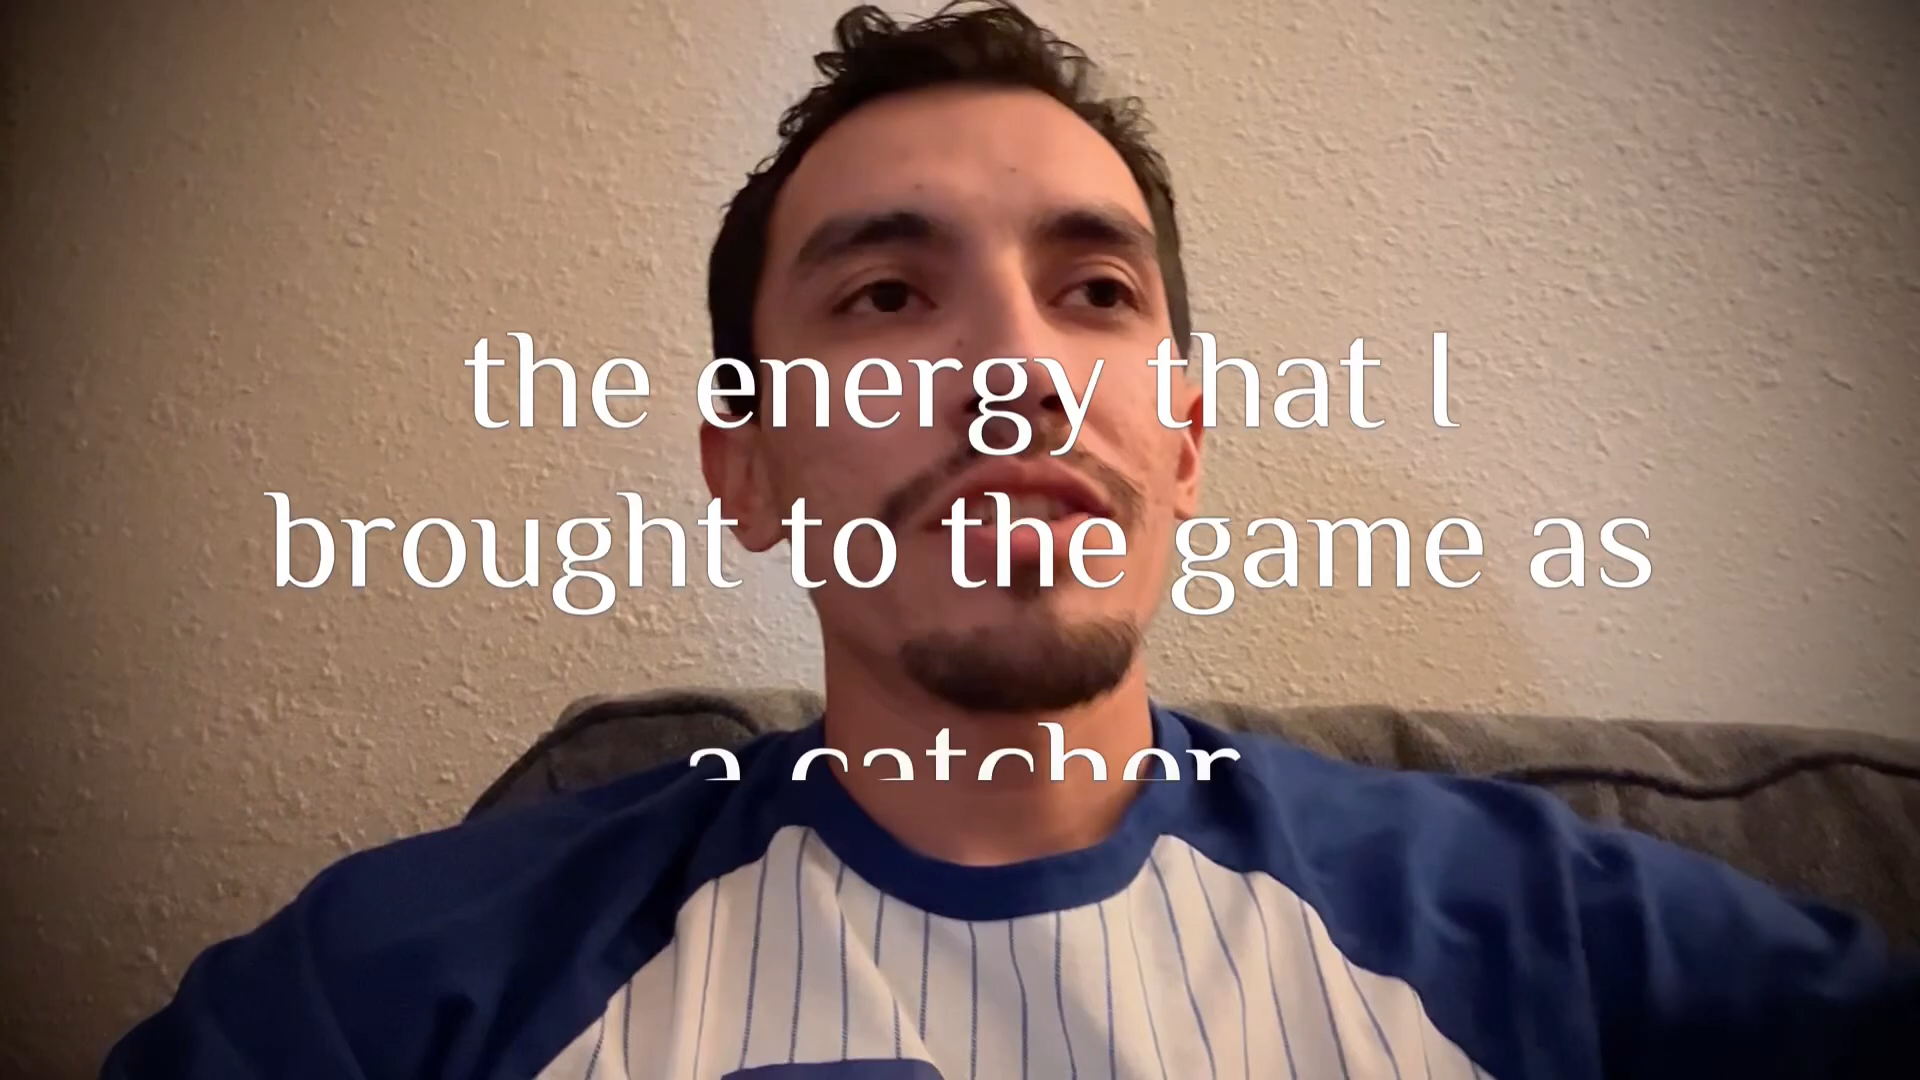 the energy that I
brought to the game as
a catcher